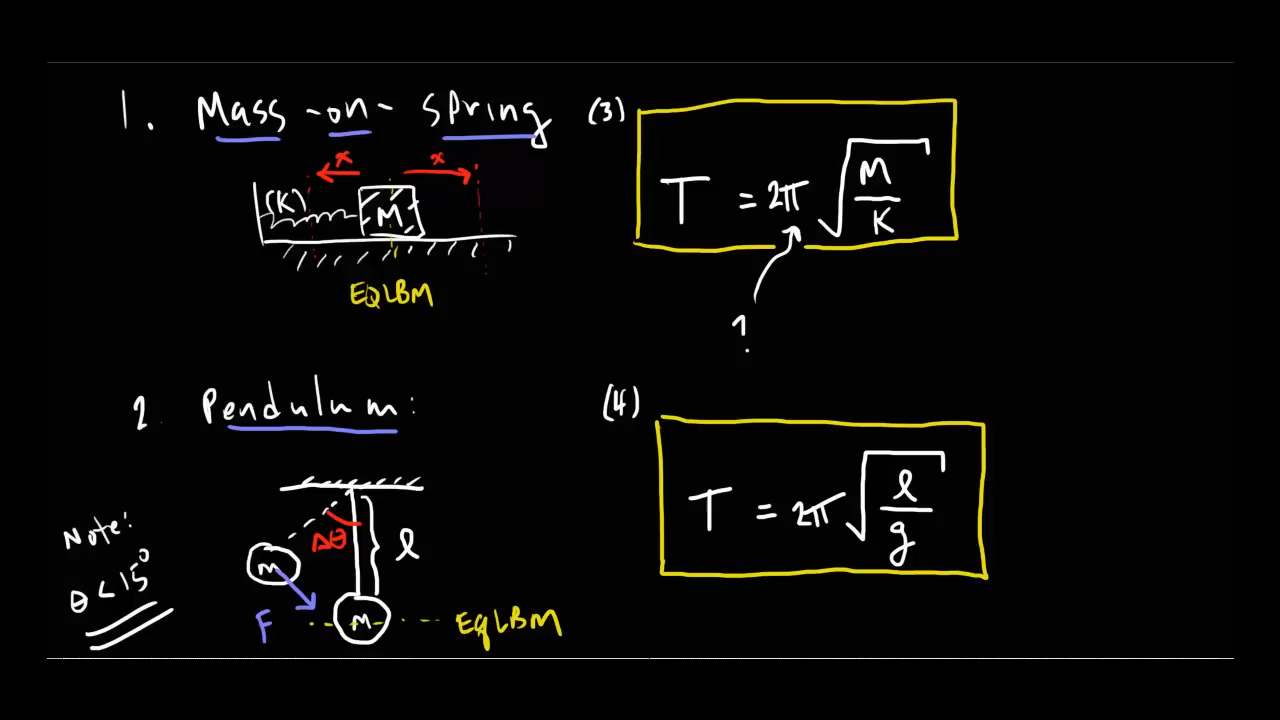 1. Mass-on-spring
(3)
T = 2π √(M/K)
x x
(K) M
EQLBM
?
2. Pendulum:
(4)
T = 2π √(l/g)
Note:
θ < 15°
Δθ
l
m
F
m
EqLBM